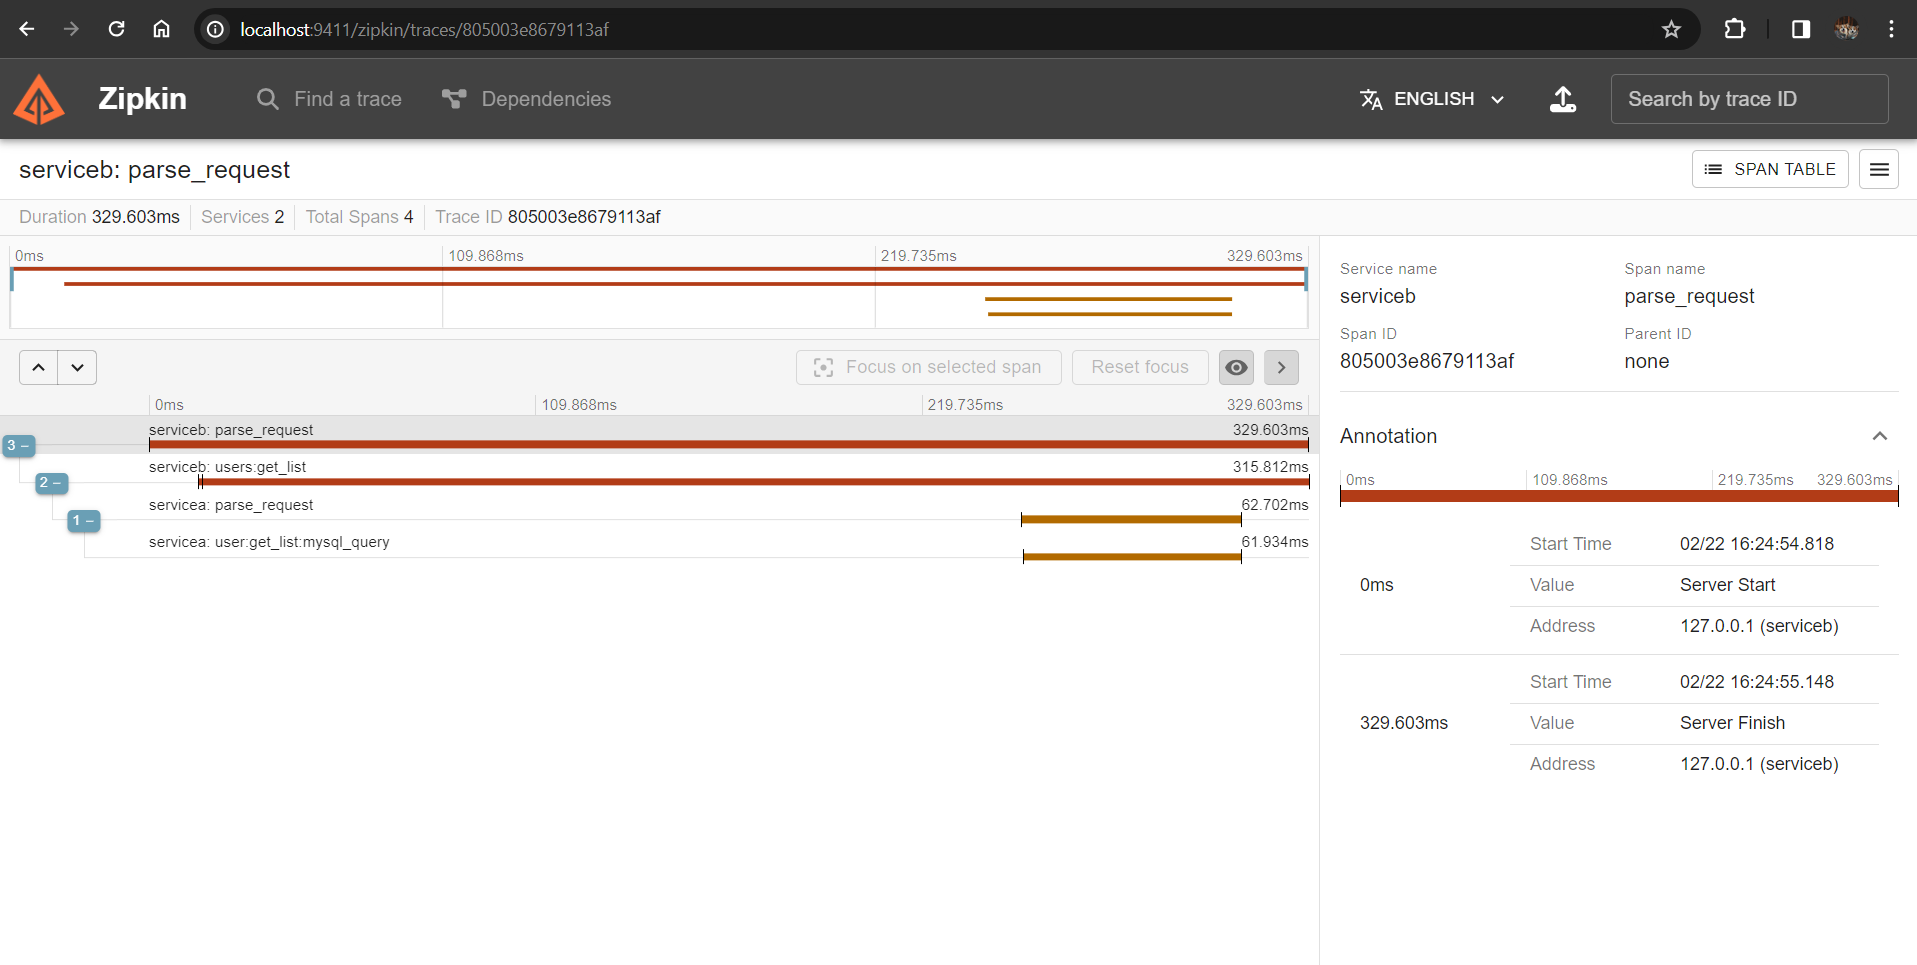 localhost:9411/zipkin/traces/805003e8679113af
Zipkin
Find a trace
Dependencies
ENGLISH
Search by trace ID
serviceb: parse_request
SPAN TABLE
Duration 329.603ms Services 2 Total Spans 4 Trace ID 805003e8679113af
0ms 109.868ms 219.735ms 329.603ms
Focus on selected span
Reset focus
0ms 109.868ms 219.735ms 329.603ms
serviceb: parse_request 329.603ms
3 −
serviceb: users:get_list 315.812ms
2 −
servicea: parse_request 62.702ms
1 −
servicea: user:get_list:mysql_query 61.934ms
Service name
serviceb
Span name
parse_request
Span ID
805003e8679113af
Parent ID
none
Annotation
0ms 109.868ms 219.735ms 329.603ms
0ms
Start Time 02/22 16:24:54.818
Value Server Start
Address 127.0.0.1 (serviceb)
329.603ms
Start Time 02/22 16:24:55.148
Value Server Finish
Address 127.0.0.1 (serviceb)